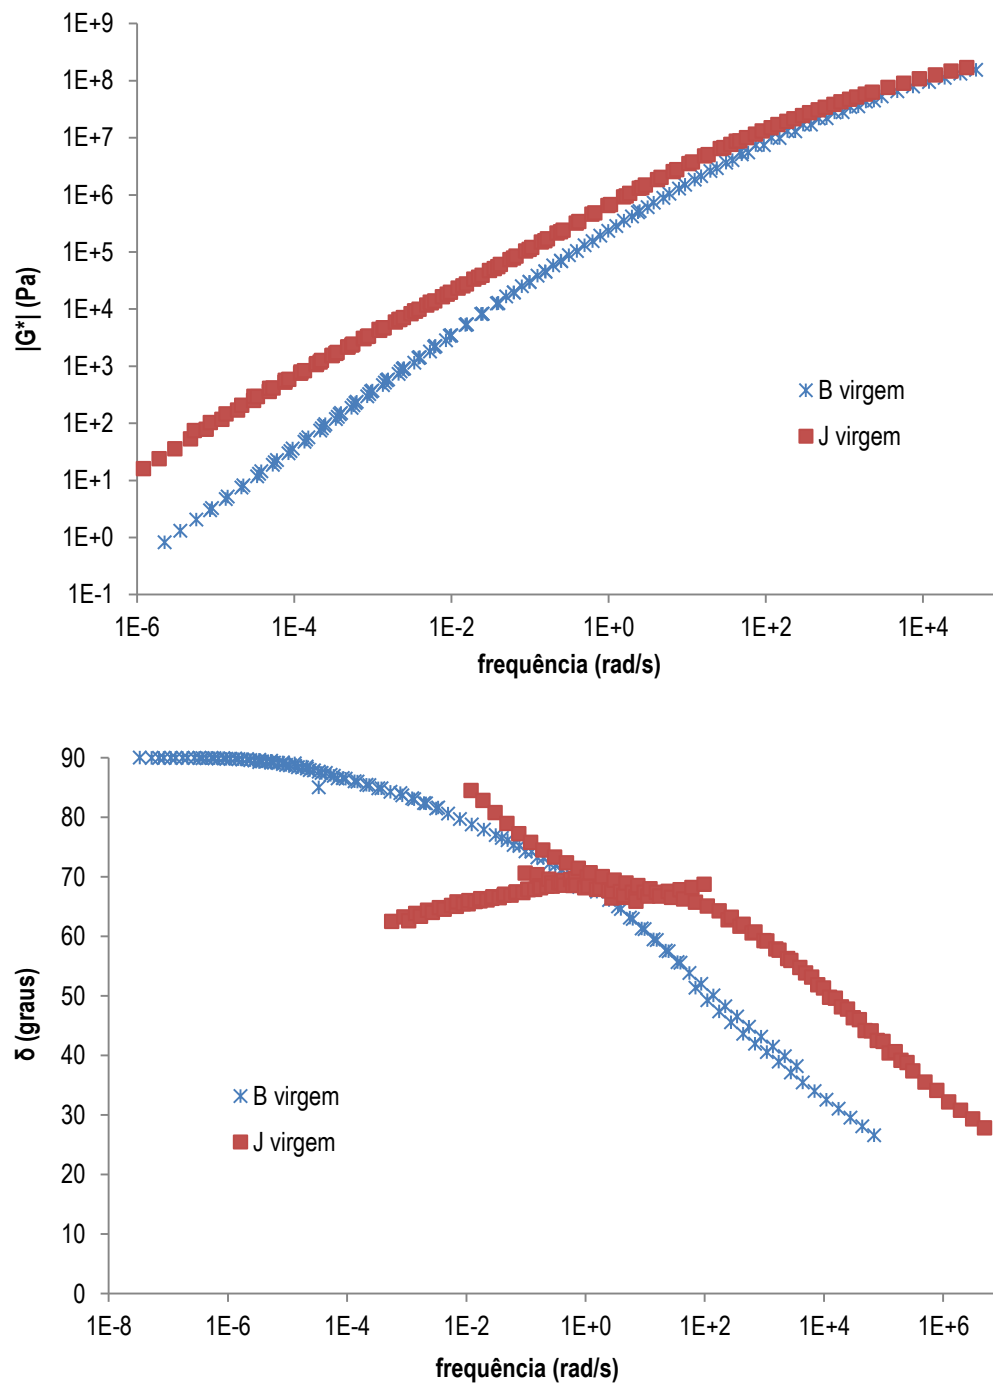 1E+9
1E+8
1E+7
1E+6
1E+5
1E+4
1E+3
1E+2
1E+1
1E+0
1E-1
|G*| (Pa)
B virgem
J virgem
1E-6 1E-4 1E-2 1E+0 1E+2 1E+4
frequência (rad/s)
90
80
70
60
50
40
30
20
10
0
δ (graus)
B virgem
J virgem
1E-8 1E-6 1E-4 1E-2 1E+0 1E+2 1E+4 1E+6
frequência (rad/s)